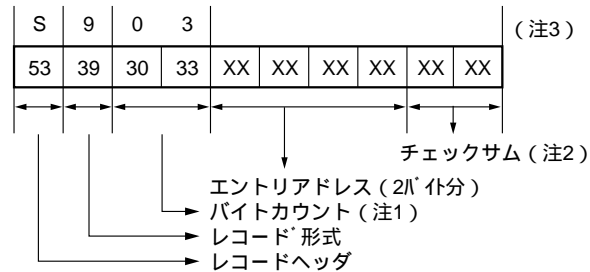 S 9 0 3 (注3)
53 39 30 33 XX XX XX XX XX XX
チェックサム(注2)
エントリアドレス(2バイト分)
バイトカウント(注1)
レコード形式
レコードヘッダ